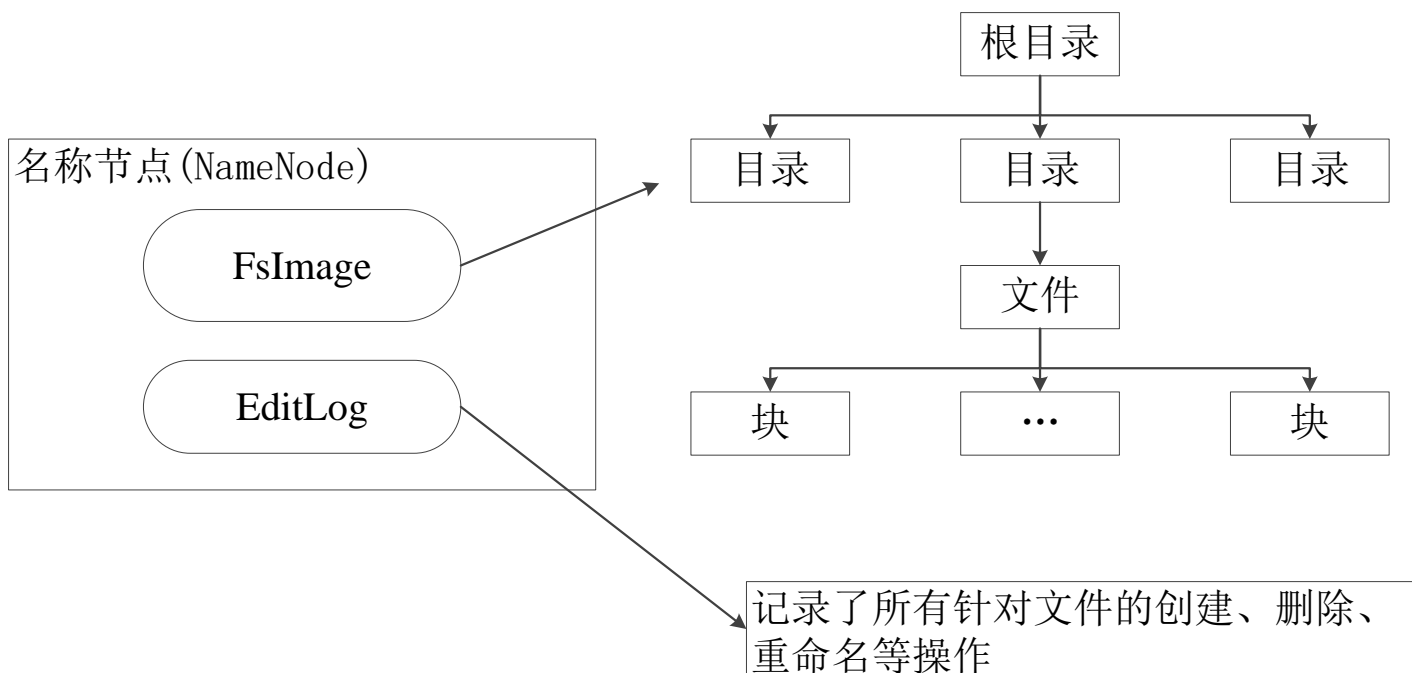 根目录
名称节点(NameNode)
目录
目录
目录
FsImage
文件
EditLog
块
…
块
记录了所有针对文件的创建、删除、
重命名等操作